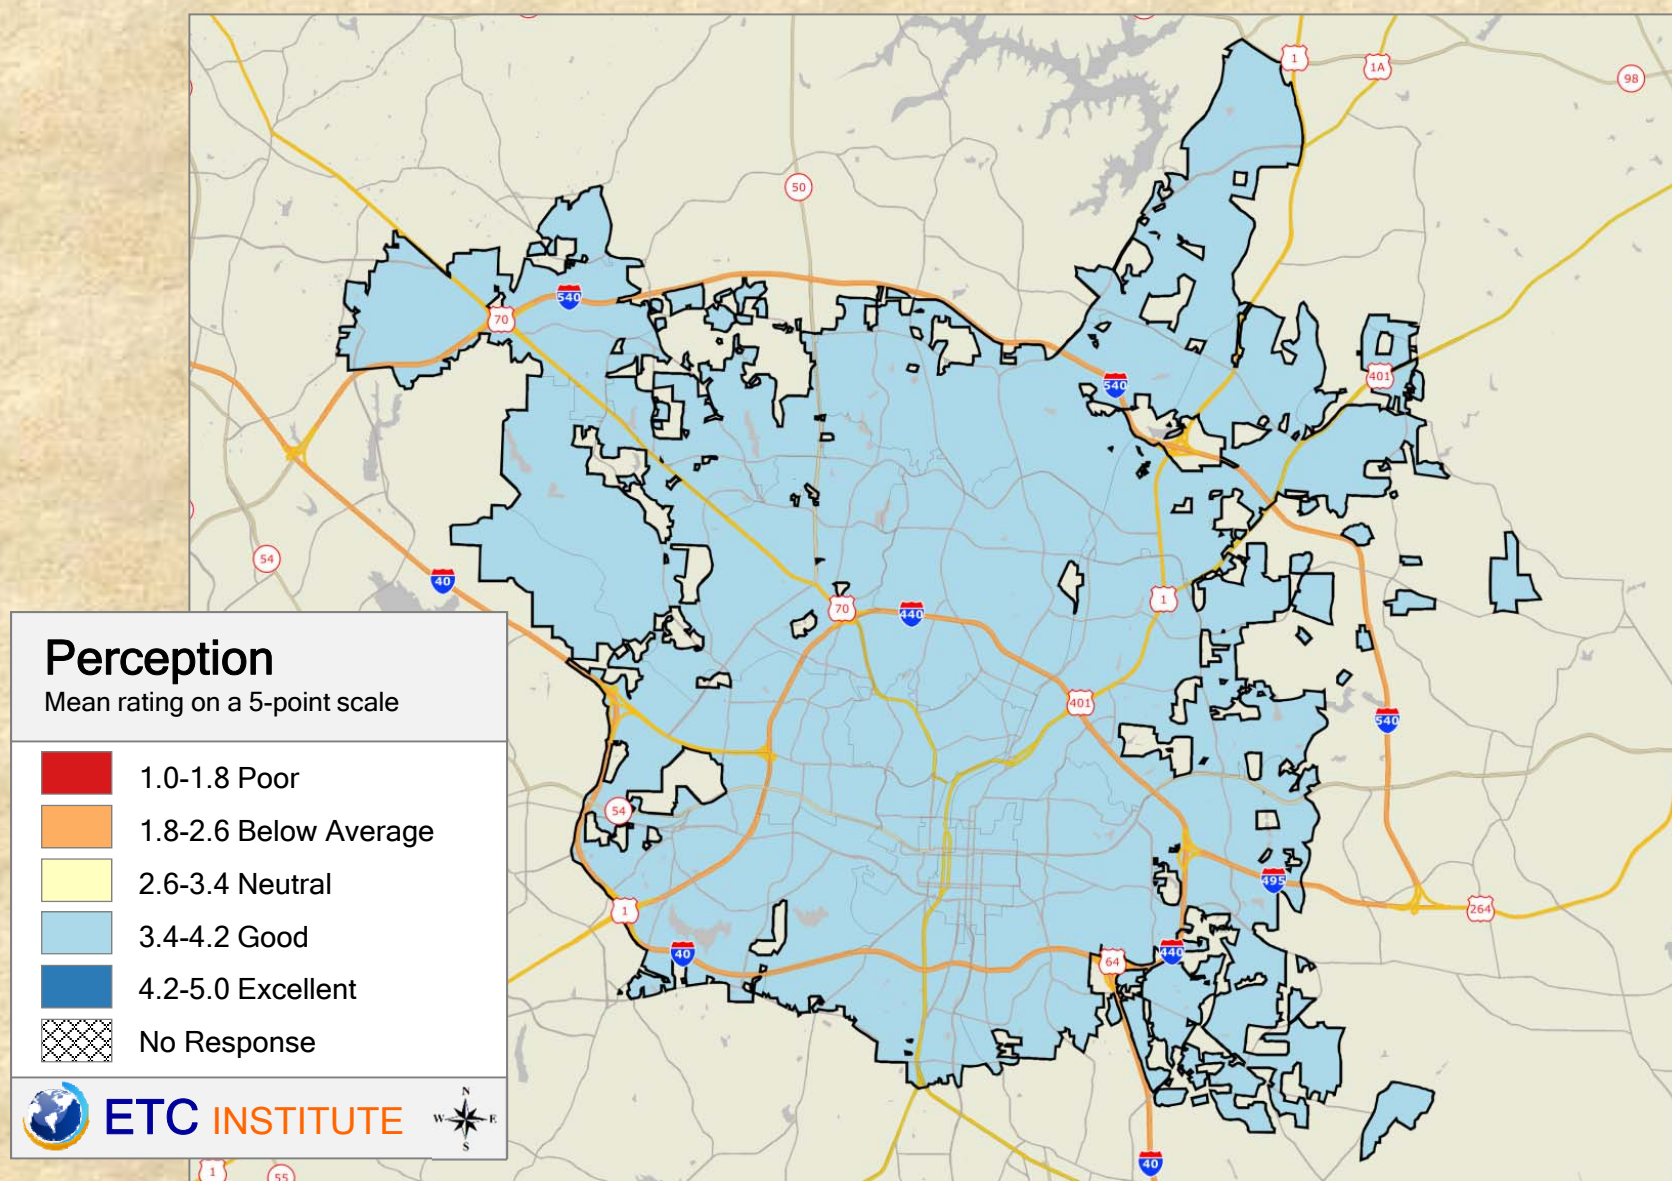 1
1A
98
50
540
70
401
540
54
40
70
440
1
401
540
54
495
264
1
40
440
64
40
1
55
Perception
Mean rating on a 5-point scale
1.0-1.8 Poor
1.8-2.6 Below Average
2.6-3.4 Neutral
3.4-4.2 Good
4.2-5.0 Excellent
No Response
ETC INSTITUTE
N
W E
S